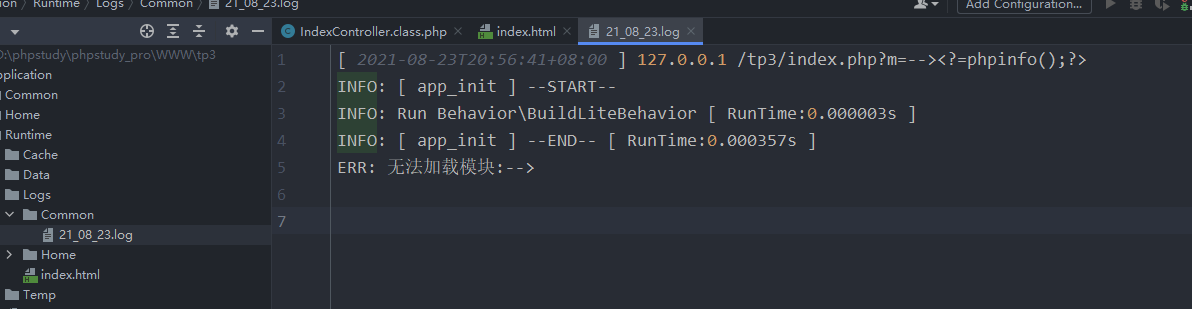 Runtime Logs Common 21_08_23.log
Add Configuration...
IndexController.class.php index.html 21_08_23.log
:\phpstudy\phpstudy_pro\WWW\tp3
pplication
Common
Home
Runtime
Cache
Data
Logs
Common
21_08_23.log
Home
index.html
Temp
1 [ 2021-08-23T20:56:41+08:00 ] 127.0.0.1 /tp3/index.php?m=--><?=phpinfo();?>
2 INFO: [ app_init ] --START--
3 INFO: Run Behavior\BuildLiteBehavior [ RunTime:0.000003s ]
4 INFO: [ app_init ] --END-- [ RunTime:0.000357s ]
5 ERR: 无法加载模块:-->
6
7